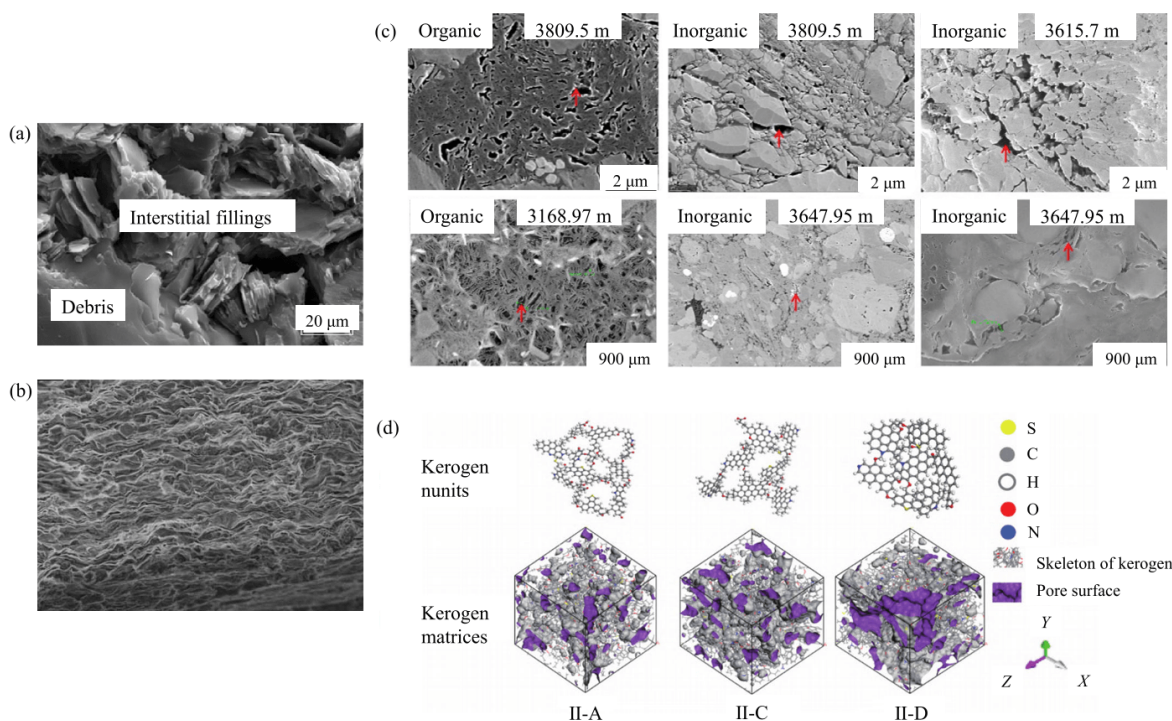 (a)
Interstitial fillings
Debris
20 μm
(b)
(c)
Organic 3809.5 m
2 μm
Inorganic 3809.5 m
2 μm
Inorganic 3615.7 m
2 μm
Organic 3168.97 m
900 μm
Inorganic 3647.95 m
900 μm
Inorganic 3647.95 m
900 μm
(d)
Kerogen
nunits
S
C
H
O
N
Skeleton of kerogen
Pore surface
Kerogen
matrices
Y
Z
X
II-A
II-C
II-D